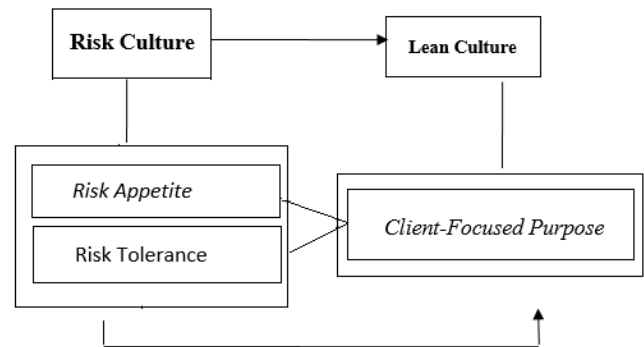 Risk Culture
Lean Culture
Risk Appetite
Risk Tolerance
Client-Focused Purpose